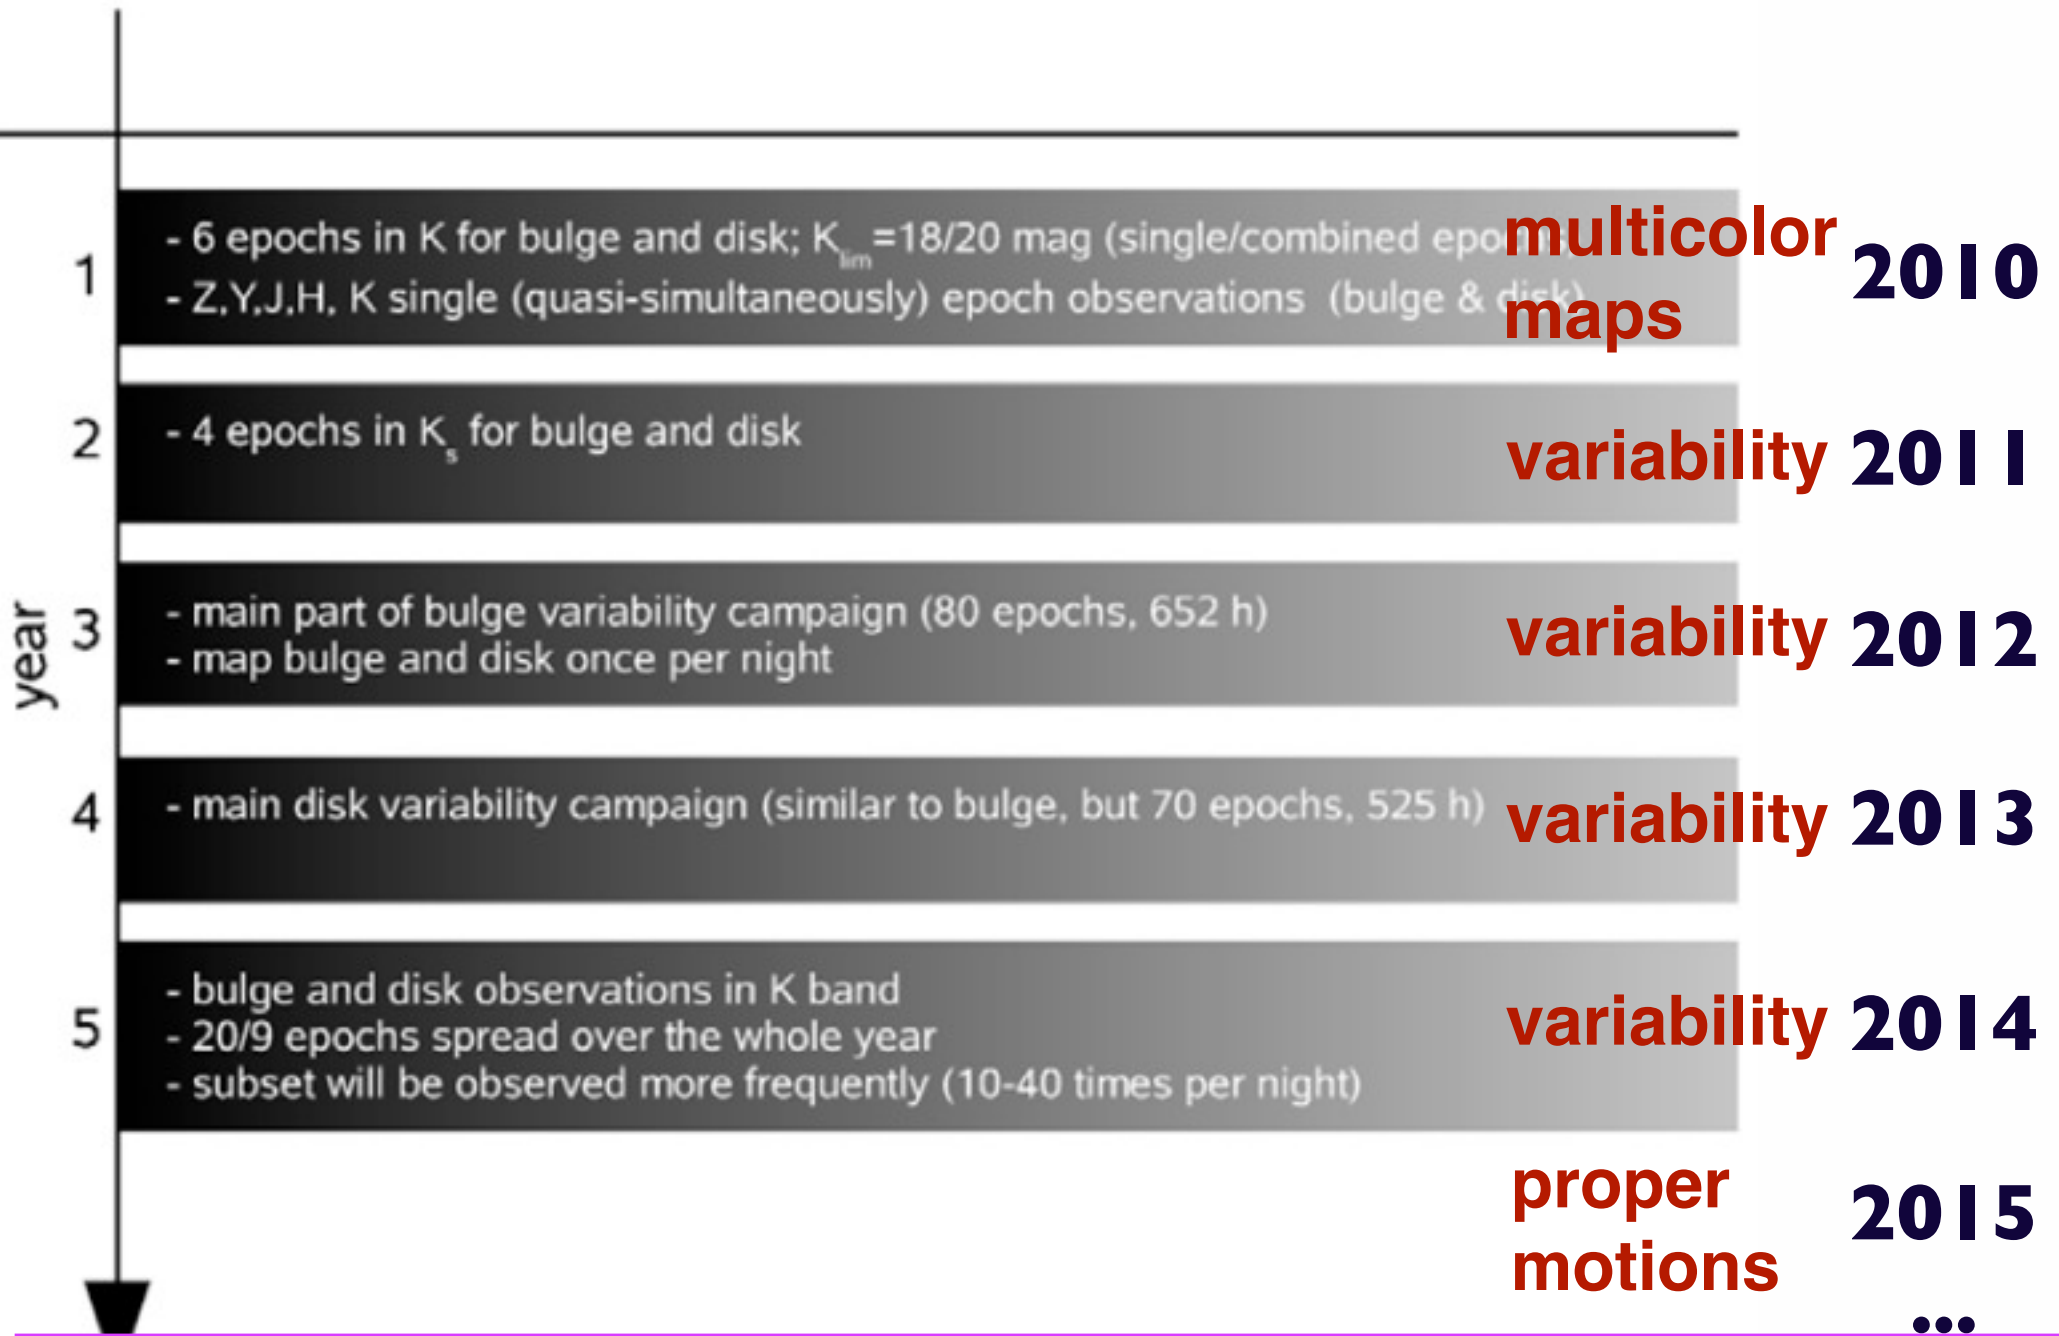 year
1
- 6 epochs in K for bulge and disk; Klim=18/20 mag (single/combined epochs)
- Z,Y,J,H, K single (quasi-simultaneously) epoch observations (bulge & disk)
multicolor
maps
2010
2
- 4 epochs in Ks for bulge and disk
variability 2011
3
- main part of bulge variability campaign (80 epochs, 652 h)
- map bulge and disk once per night
variability 2012
4
- main disk variability campaign (similar to bulge, but 70 epochs, 525 h)
variability 2013
5
- bulge and disk observations in K band
- 20/9 epochs spread over the whole year
- subset will be observed more frequently (10-40 times per night)
variability 2014
proper
motions
2015
...